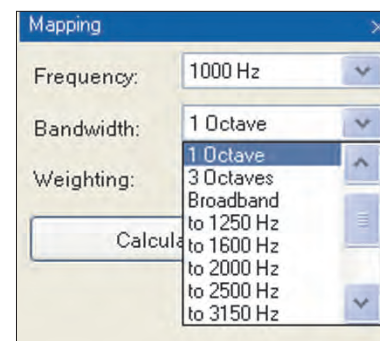 Mapping
Frequency: 1000 Hz
Bandwidth: 1 Octave
1 Octave
Weighting: 3 Octaves
Broadband
to 1250 Hz
to 1600 Hz
to 2000 Hz
to 2500 Hz
to 3150 Hz